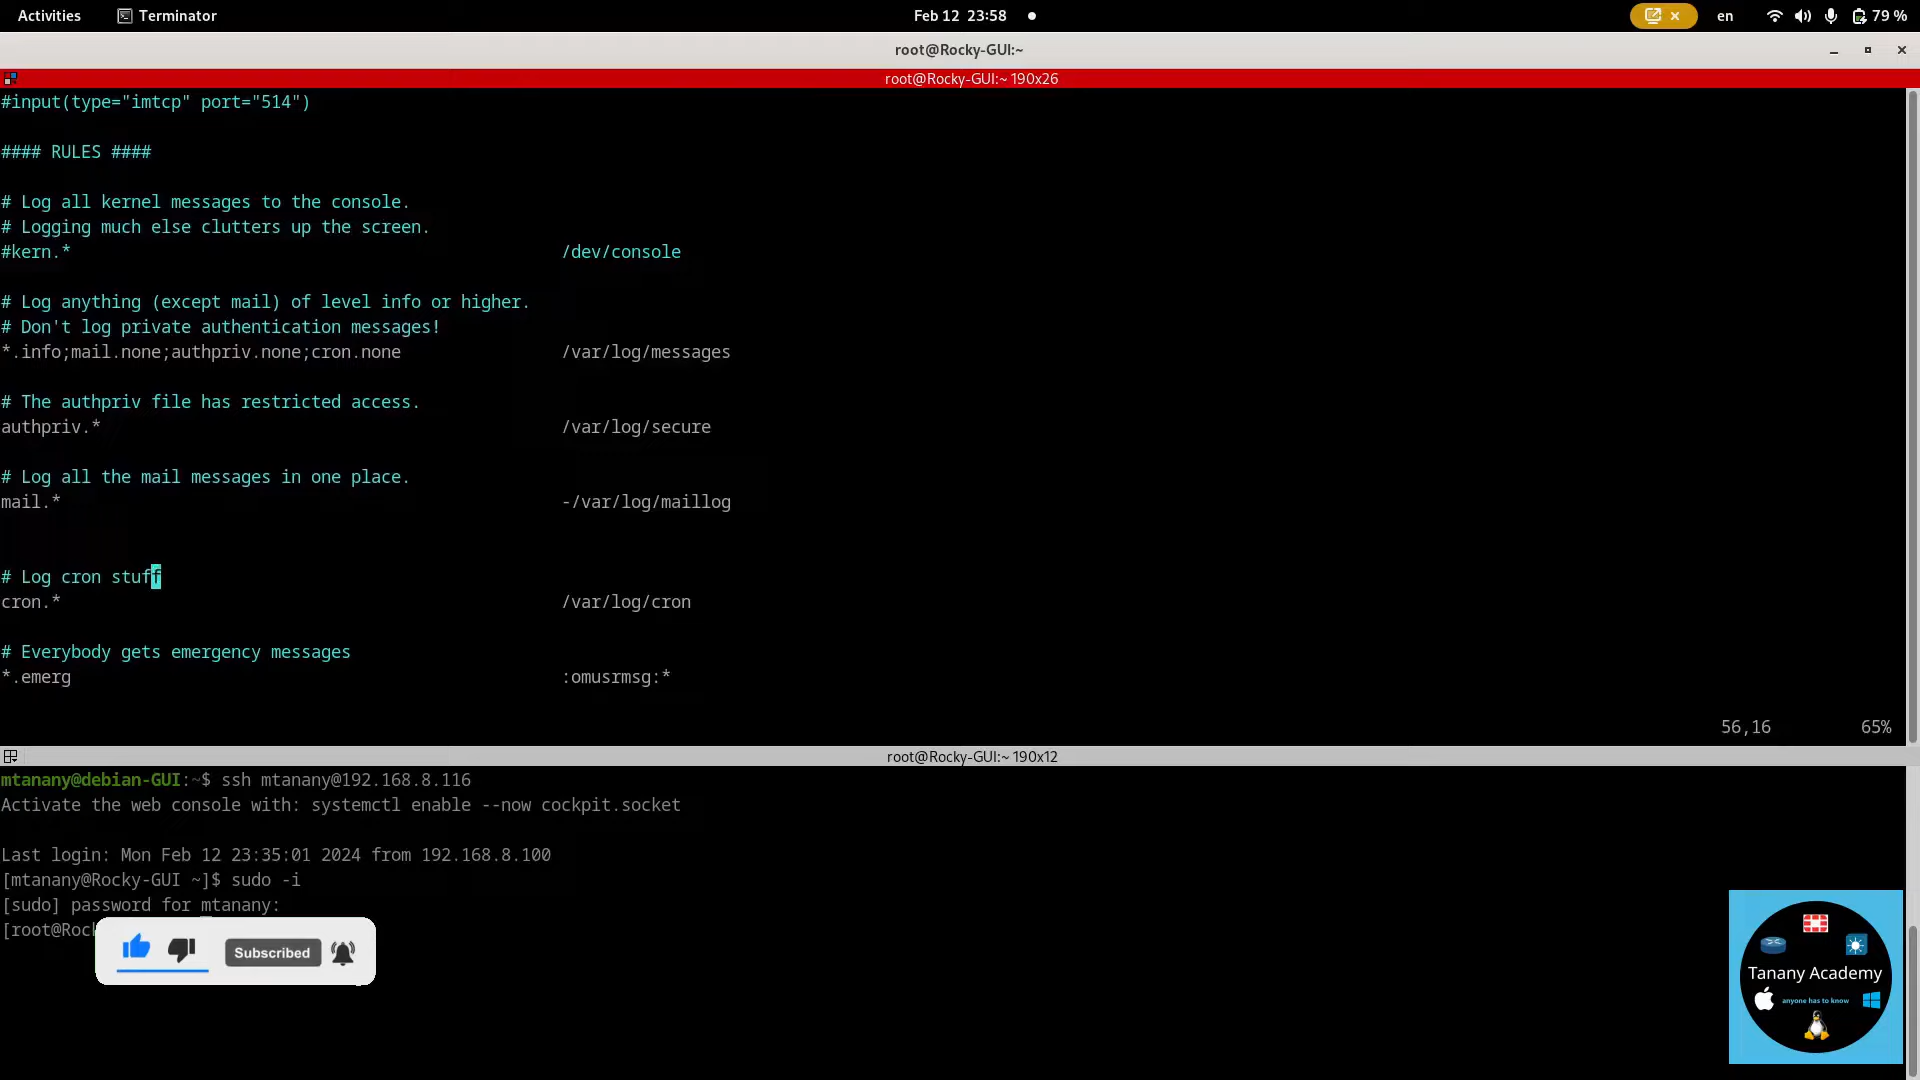 Activities Terminator Feb 12 23:58 en 79 %
root@Rocky-GUI:~
root@Rocky-GUI:~ 190x26
#input(type="imtcp" port="514")
#### RULES ####
# Log all kernel messages to the console.
# Logging much else clutters up the screen.
#kern.* /dev/console
# Log anything (except mail) of level info or higher.
# Don't log private authentication messages!
*.info;mail.none;authpriv.none;cron.none /var/log/messages
# The authpriv file has restricted access.
authpriv.* /var/log/secure
# Log all the mail messages in one place.
mail.* -/var/log/maillog
# Log cron stuff
cron.* /var/log/cron
# Everybody gets emergency messages
*.emerg :omusrmsg:*
56,16 65%
root@Rocky-GUI:~ 190x12
mtanany@debian-GUI:~$ ssh mtanany@192.168.8.116
Activate the web console with: systemctl enable --now cockpit.socket
Last login: Mon Feb 12 23:35:01 2024 from 192.168.8.100
[mtanany@Rocky-GUI ~]$ sudo -i
[sudo] password for mtanany:
[root@Roc
Subscribed
Tanany Academy
anyone has to know